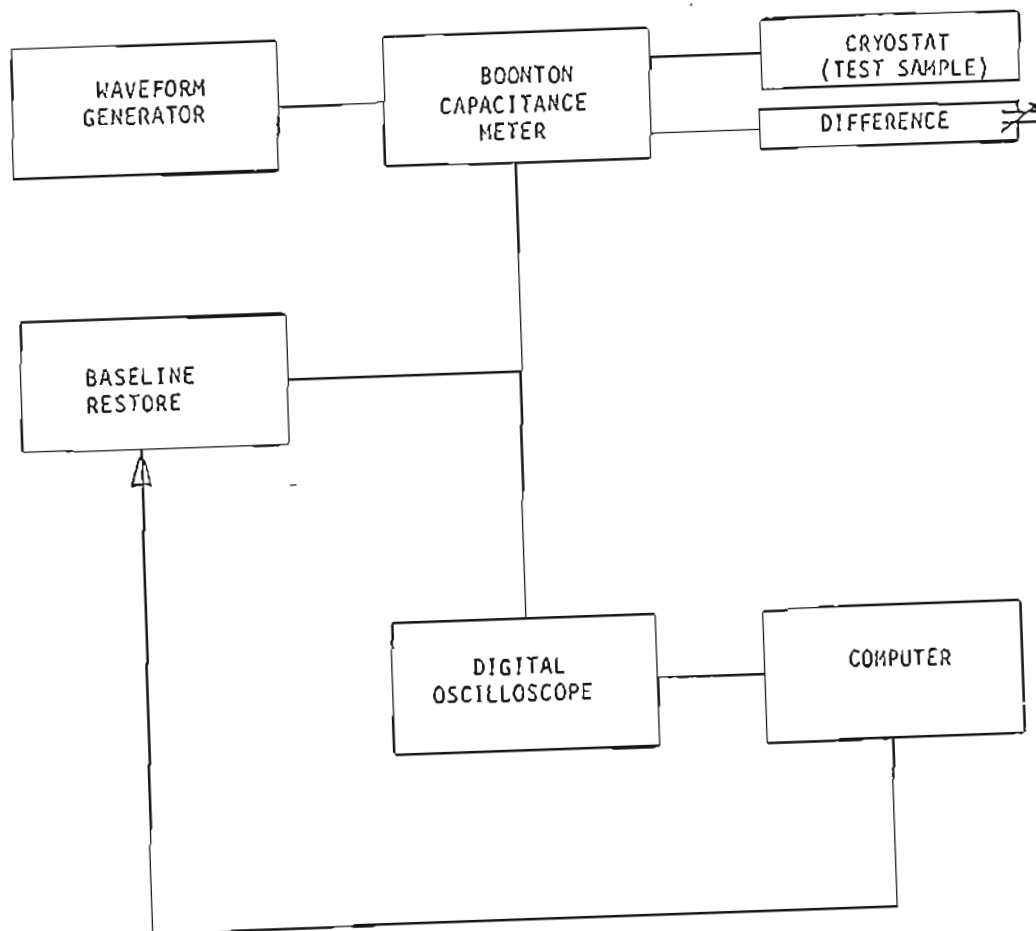 WAVEFORM
GENERATOR
BOONTON
CAPACITANCE
METER
CRYOSTAT
(TEST SAMPLE)
DIFFERENCE
BASELINE
RESTORE
DIGITAL
OSCILLOSCOPE
COMPUTER